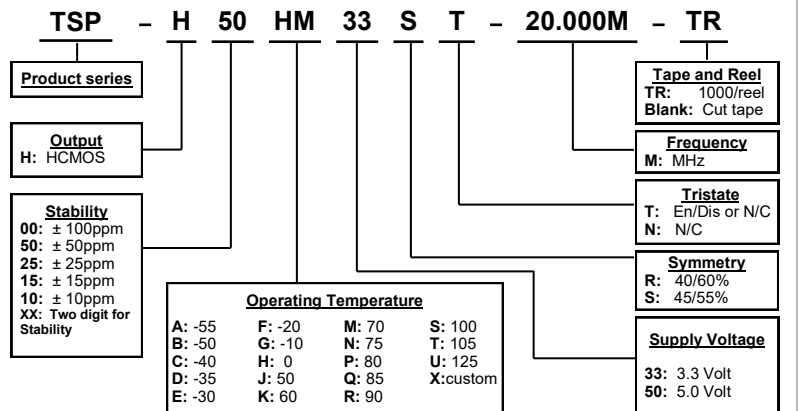 TSP – H 50 HM 33 S T – 20.000M – TR
Product series
Output
H: HCMOS
Stability
00: ± 100ppm
50: ± 50ppm
25: ± 25ppm
15: ± 15ppm
10: ± 10ppm
XX: Two digit for
Stability
Operating Temperature
A: -55 F: -20 M: 70 S: 100
B: -50 G: -10 N: 75 T: 105
C: -40 H: 0 P: 80 U: 125
D: -35 J: 50 Q: 85 X:custom
E: -30 K: 60 R: 90
Tape and Reel
TR: 1000/reel
Blank: Cut tape
Frequency
M: MHz
Tristate
T: En/Dis or N/C
N: N/C
Symmetry
R: 40/60%
S: 45/55%
Supply Voltage
33: 3.3 Volt
50: 5.0 Volt